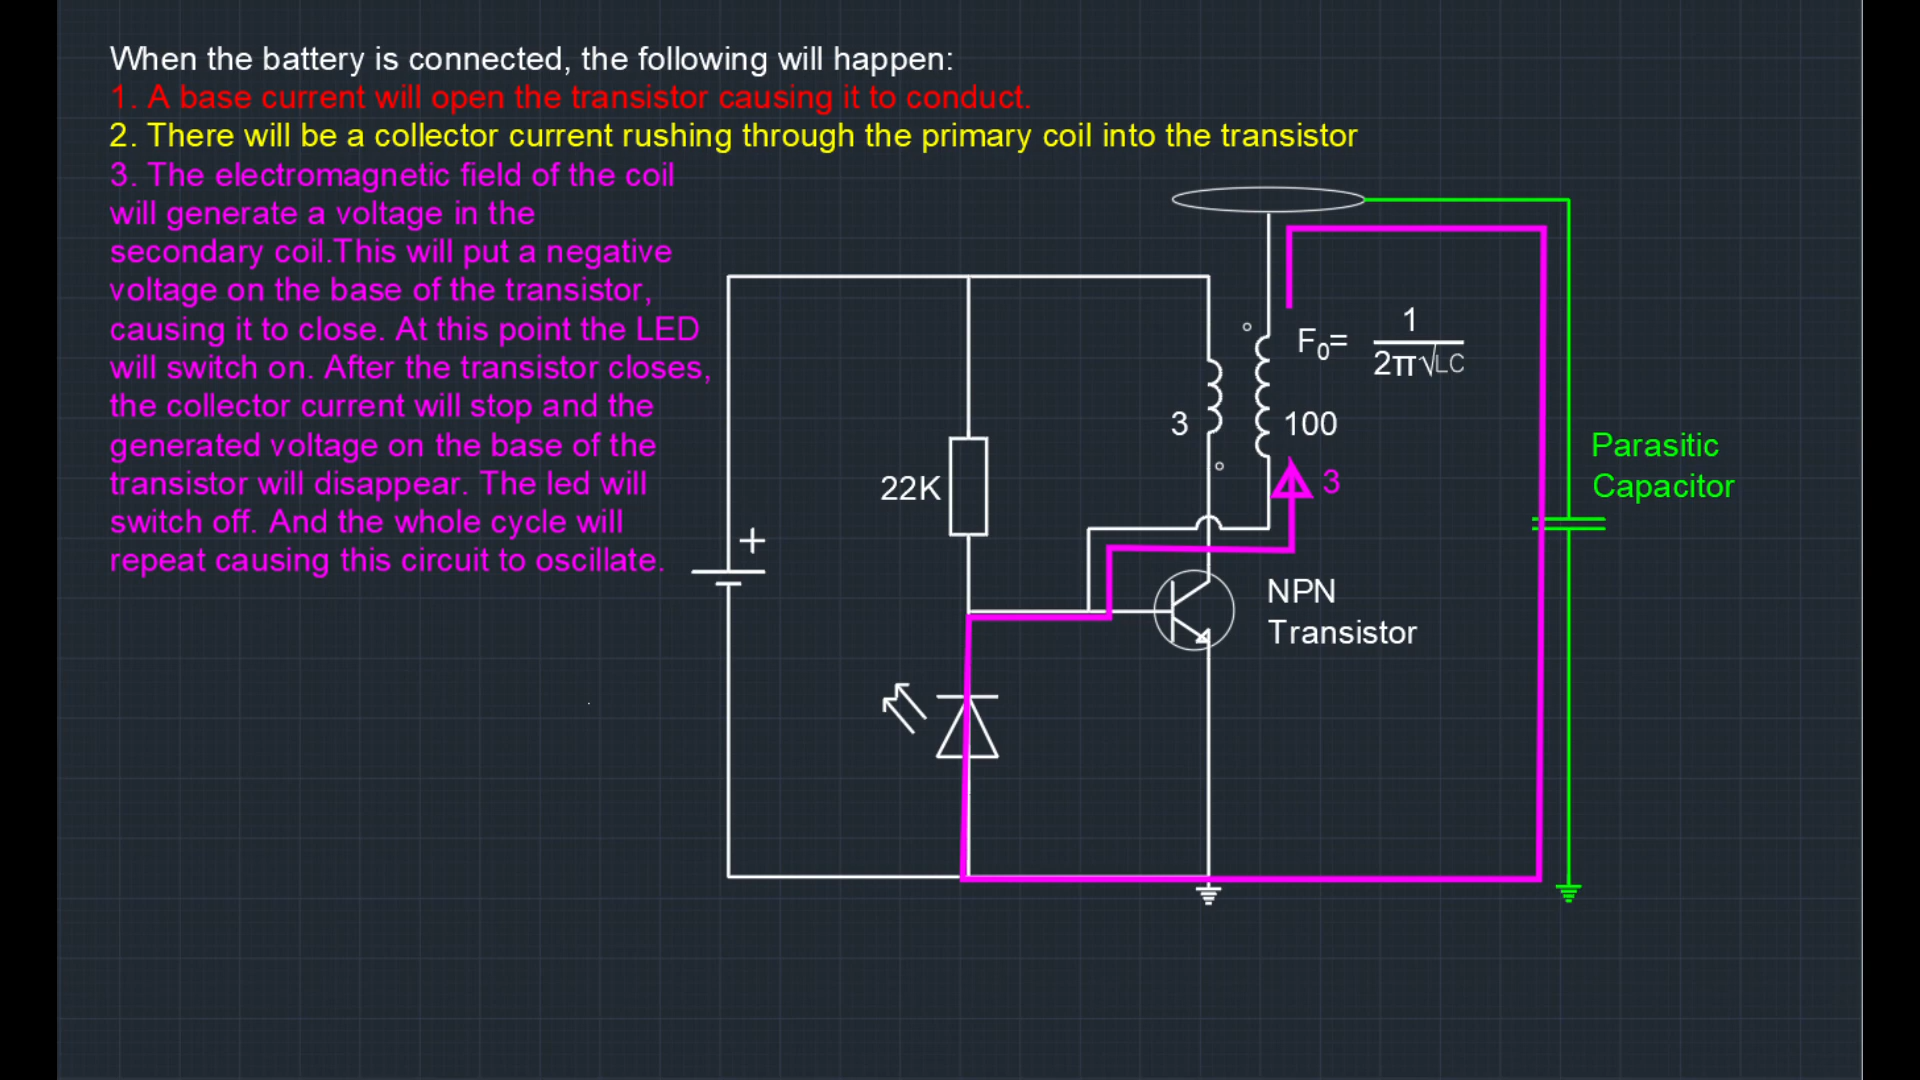 When the battery is connected, the following will happen:
1. A base current will open the transistor causing it to conduct.
2. There will be a collector current rushing through the primary coil into the transistor
3. The electromagnetic field of the coil
will generate a voltage in the
secondary coil.This will put a negative
voltage on the base of the transistor,
causing it to close. At this point the LED
will switch on. After the transistor closes,
the collector current will stop and the
generated voltage on the base of the
transistor will disappear. The led will
switch off. And the whole cycle will
repeat causing this circuit to oscillate.
F₀= 1
2π√LC
3
100
Parasitic
Capacitor
22K
3
+
NPN
Transistor